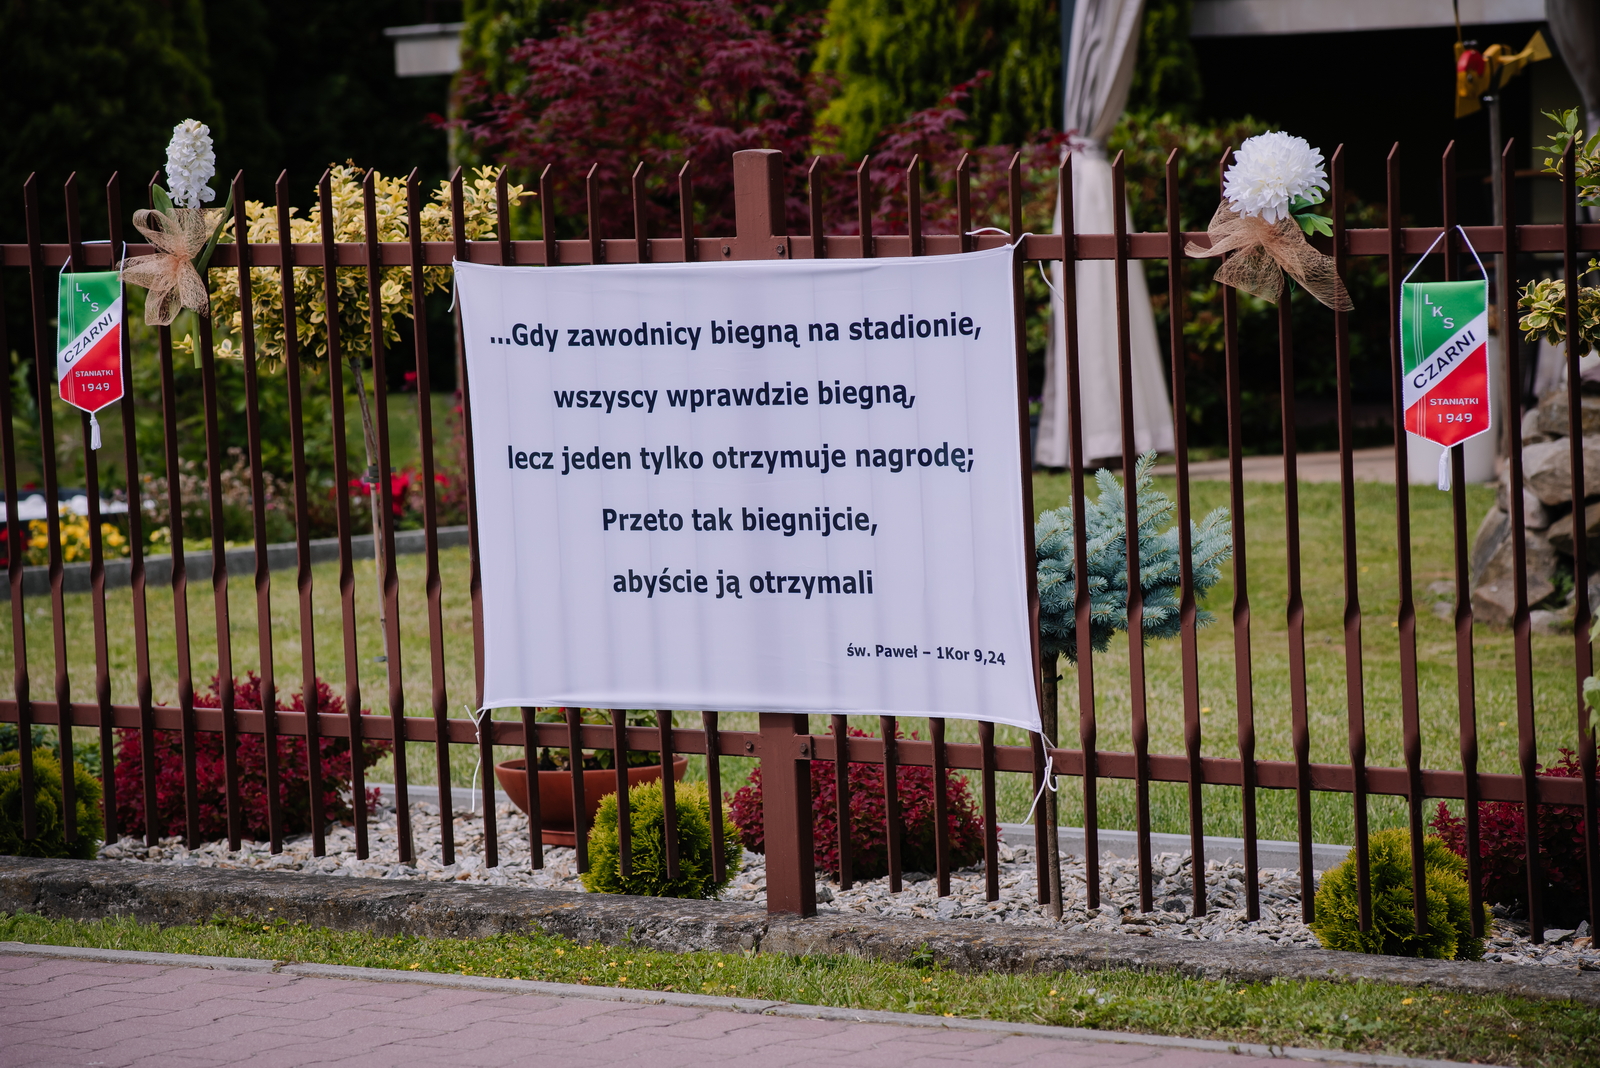 ...Gdy zawodnicy biegną na stadionie,
wszyscy wprawdzie biegną,
lecz jeden tylko otrzymuje nagrodę;
Przeto tak biegnijcie,
abyście ją otrzymali
św. Paweł – 1Kor 9,24
LKS
CZARNI
STANIĄTKI
1949
LKS
CZARNI
STANIĄTKI
1949